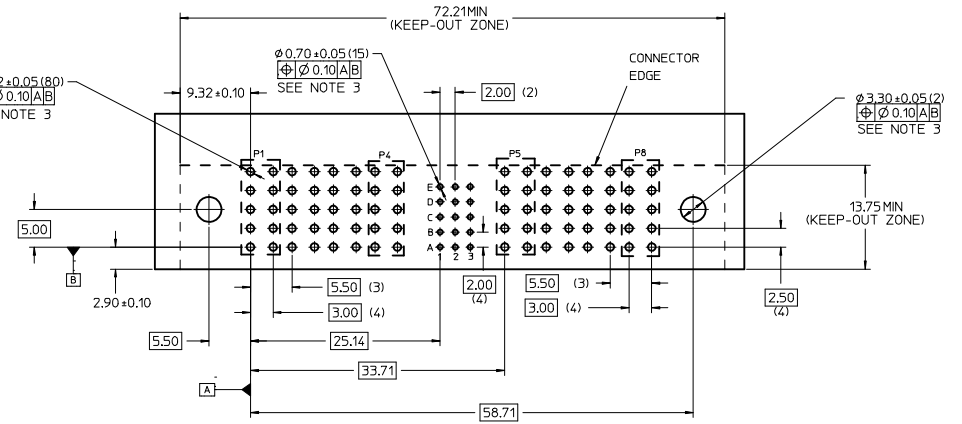 72.21MIN
(KEEP-OUT ZONE)
⌀0.70±0.05(15)
⌖ ⌀ 0.10 A B
SEE NOTE 3
CONNECTOR
EDGE
2±0.05(80)
⌀ 0.10 A B
NOTE 3
9.32±0.10
2.00 (2)
⌀3.30±0.05(2)
⌖ ⌀ 0.10 A B
SEE NOTE 3
P1
P4
P5
P8
E
D
C
B
A
1 2 3
5.00
B
2.90±0.10
13.75MIN
(KEEP-OUT ZONE)
5.50 (3)
3.00 (4)
2.00
(4)
5.50 (3)
3.00 (4)
2.50
(4)
5.50
25.14
33.71
A
58.71